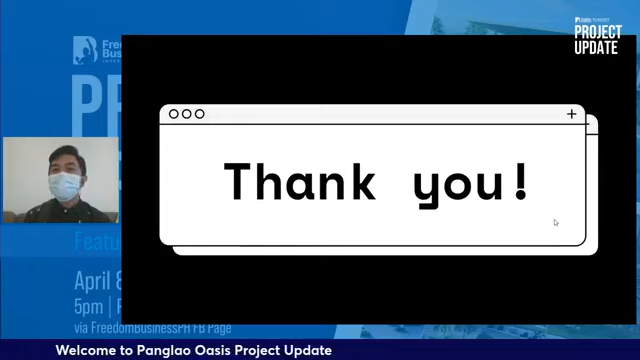 PROJECT
UPDATE
Thank you!
April 8
5pm |
via FreedomBusinessPH FB Page
Welcome to Panglao Oasis Project Update